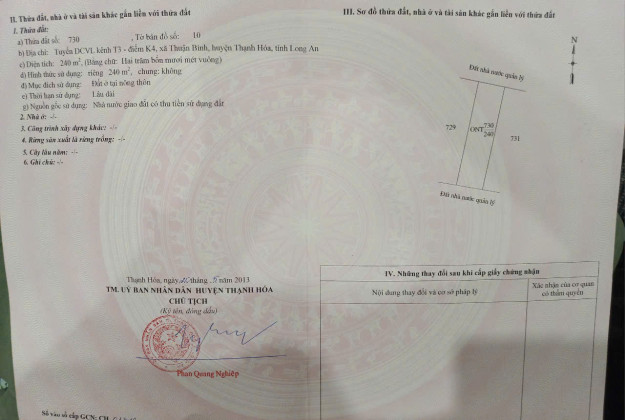 II. Thửa đất, nhà ở và tài sản khác gắn liền với thửa đất
1. Thửa đất:
a) Thửa đất số: 730 , Tờ bản đồ số: 10
b) Địa chỉ: Tuyến DCVL kênh T3 - điểm K4, xã Thuận Bình, huyện Thạnh Hóa, tỉnh Long An
c) Diện tích: 240 m², (Bằng chữ: Hai trăm bốn mươi mét vuông)
d) Hình thức sử dụng: riêng 240 m², chung: không
đ) Mục đích sử dụng: Đất ở tại nông thôn
e) Thời hạn sử dụng: Lâu dài
g) Nguồn gốc sử dụng: Nhà nước giao đất có thu tiền sử dụng đất
2. Nhà ở: -/-
3. Công trình xây dựng khác: -/-
4. Rừng sản xuất là rừng trồng: -/-
5. Cây lâu năm: -/-
6. Ghi chú: -/-
Thạnh Hóa, ngày tháng năm 2013
TM. UỶ BAN NHÂN DÂN HUYỆN THẠNH HÓA
CHỦ TỊCH
(Ký tên, đóng dấu)
Phan Quang Nghiệp
Số vào sổ cấp GCN: CH
III. Sơ đồ thửa đất, nhà ở và tài sản khác gắn liền với thửa đất
N
Đất nhà nước quản lý
729
ONT 730
240
731
Đất nhà nước quản lý
IV. Những thay đổi sau khi cấp giấy chứng nhận
Nội dung thay đổi và cơ sở pháp lý
Xác nhận của cơ quan
có thẩm quyền